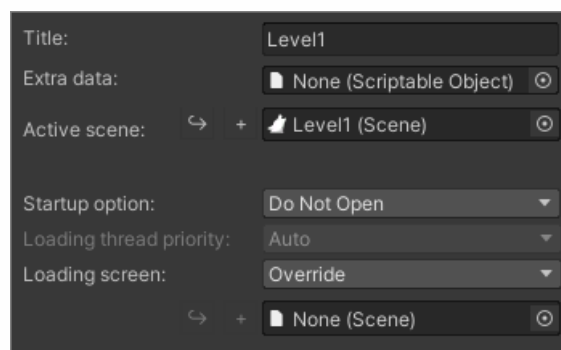 Title: Level1
Extra data: None (Scriptable Object)
Active scene: + Level1 (Scene)
Startup option: Do Not Open
Loading thread priority: Auto
Loading screen: Override
+ None (Scene)